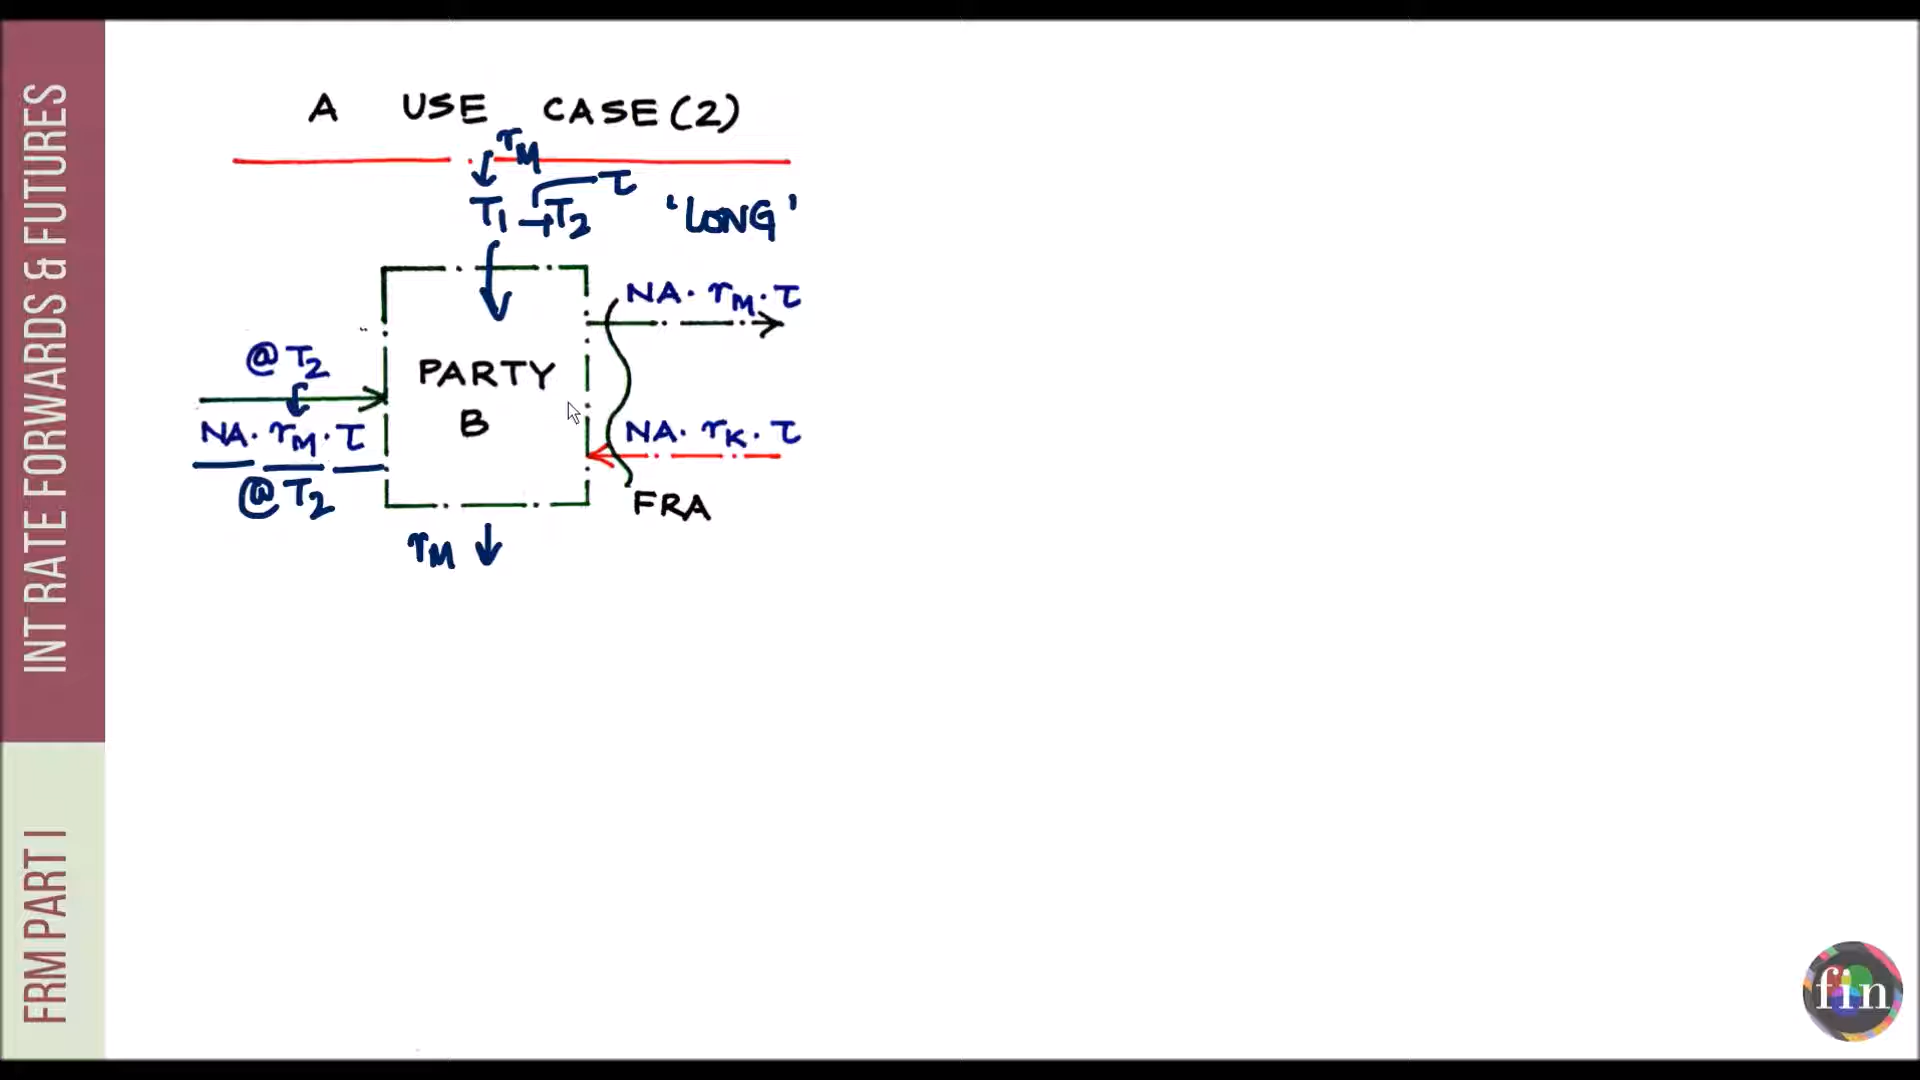 INT RATE FORWARDS & FUTURES
FRM PART I
A USE CASE (2)
rM
τ
T1 → T2 'LONG'
NA · rM · τ
@ T2
PARTY
B
NA · rM · τ
NA · rK · τ
@ T2
FRA
rM ↓
fin